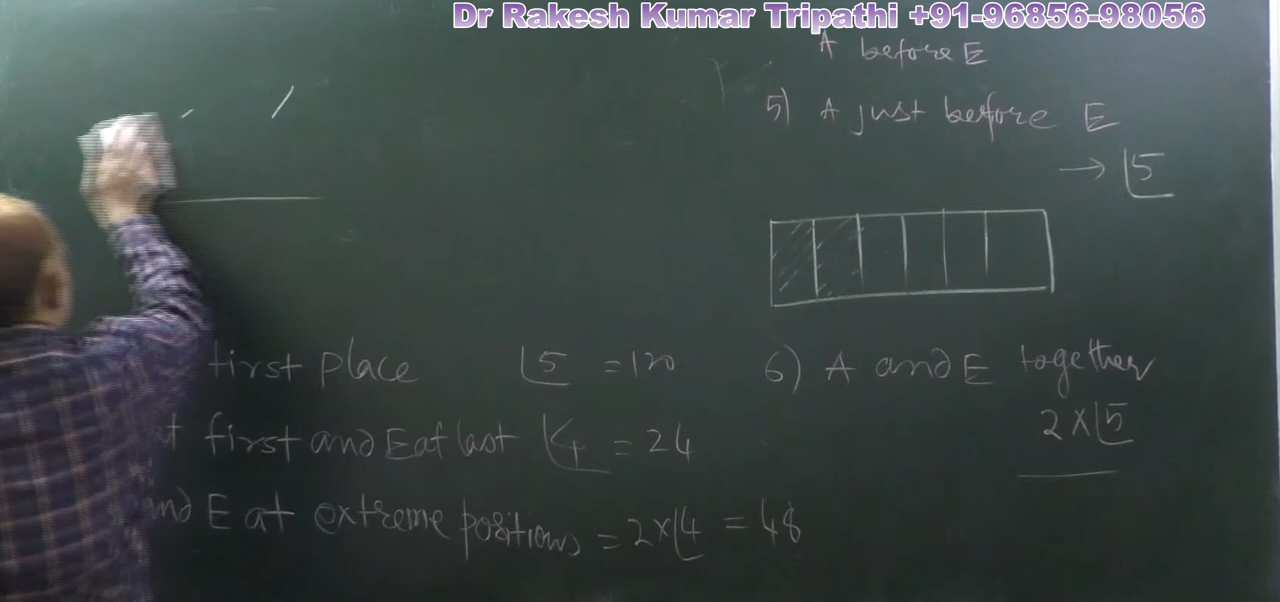 Dr Rakesh Kumar Tripathi +91-96856-98056
A before E
5) A just before E
→ ⌊5
first place ⌊5 = 120
t first and E at last ⌊4 = 24
nd E at extreme positions = 2×⌊4 = 48
6) A and E together
2×⌊5